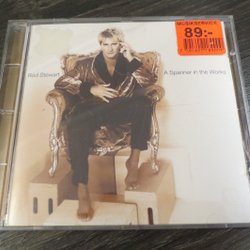 MUSIKSERVICE
89:-
Rod Stewart
A Spanner in the Works